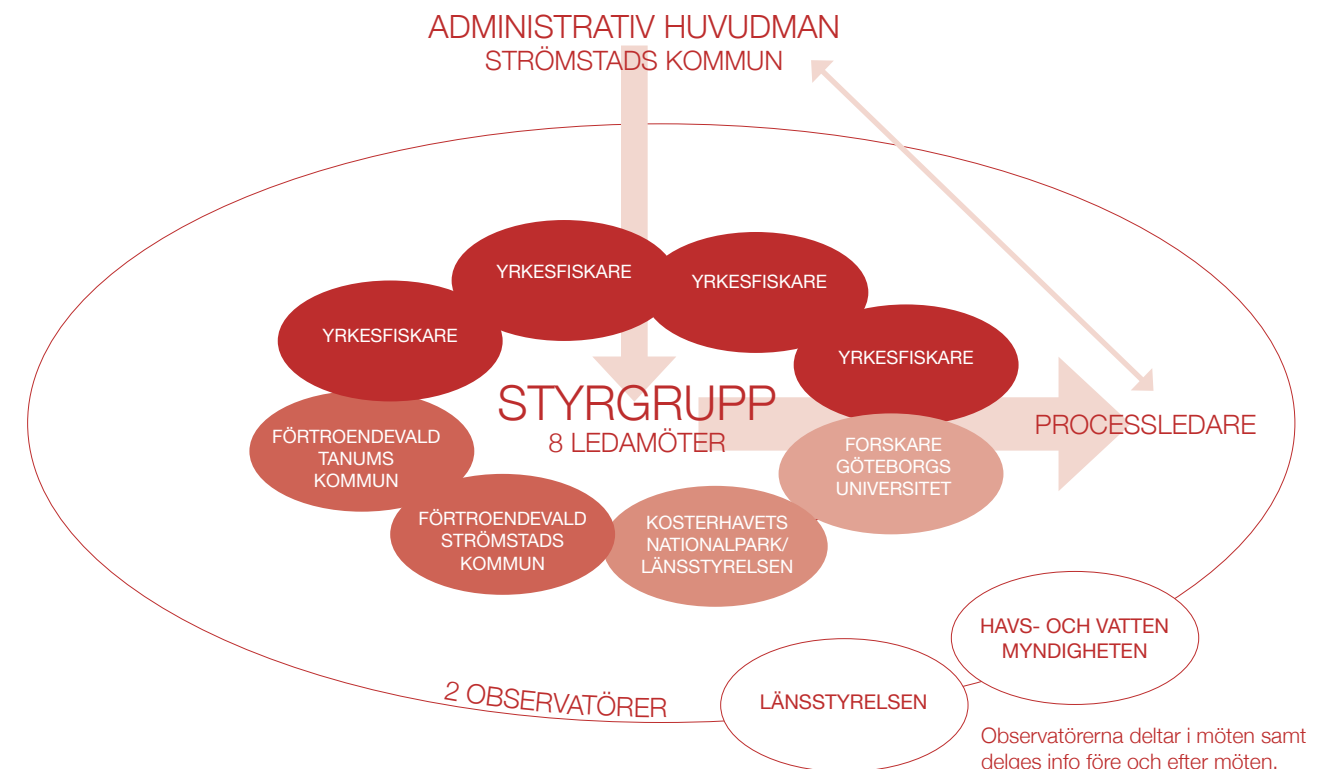 ADMINISTRATIV HUVUDMAN
STRÖMSTADS KOMMUN
YRKESFISKARE
YRKESFISKARE
YRKESFISKARE
YRKESFISKARE
STYRGRUPP
8 LEDAMÖTER
PROCESSLEDARE
FÖRTROENDEVALD
TANUMS
KOMMUN
FÖRTROENDEVALD
STRÖMSTADS
KOMMUN
KOSTERHAVETS
NATIONALPARK/
LÄNSSTYRELSEN
FORSKARE
GÖTEBORGS
UNIVERSITET
HAVS- OCH VATTEN
MYNDIGHETEN
LÄNSSTYRELSEN
2 OBSERVATÖRER
Observatörerna deltar i möten samt
delges info före och efter möten.